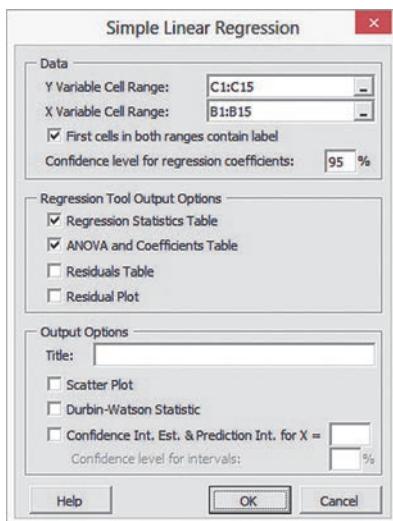 Simple Linear Regression
Data
Y Variable Cell Range: C1:C15
X Variable Cell Range: B1:B15
First cells in both ranges contain label
Confidence level for regression coefficients: 95 %
Regression Tool Output Options
Regression Statistics Table
ANOVA and Coefficients Table
Residuals Table
Residual Plot
Output Options
Title:
Scatter Plot
Durbin-Watson Statistic
Confidence Int. Est. & Prediction Int. for X =
Confidence level for intervals: %
Help OK Cancel